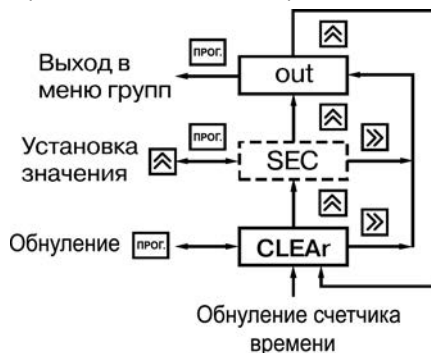 ПРОГ.
Выход в
меню групп
out
ПРОГ.
Установка
значения
SEC
Обнуление
ПРОГ.
CLEAr
Обнуление счетчика
времени